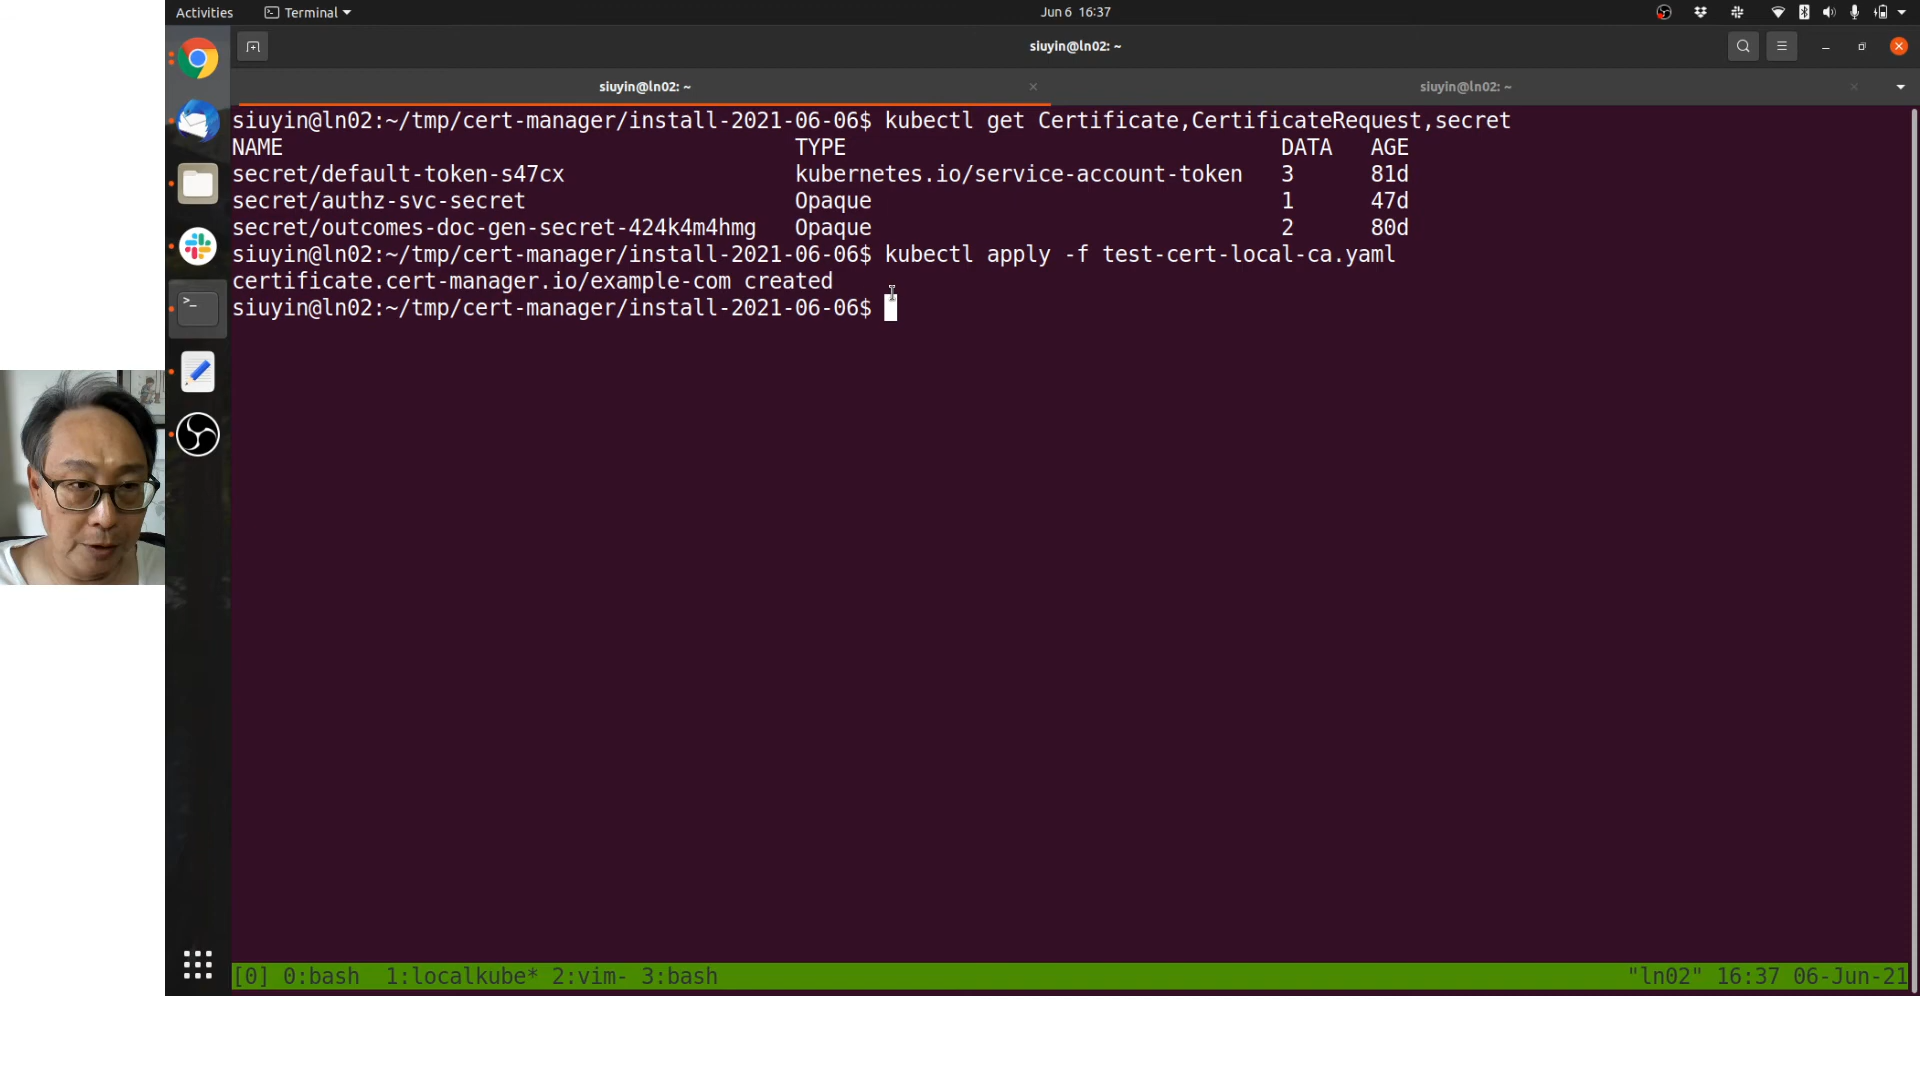 Activities Terminal Jun 6 16:37
siuyin@ln02: ~
siuyin@ln02: ~ siuyin@ln02: ~
siuyin@ln02:~/tmp/cert-manager/install-2021-06-06$ kubectl get Certificate,CertificateRequest,secret
NAME TYPE DATA AGE
secret/default-token-s47cx kubernetes.io/service-account-token 3 81d
secret/authz-svc-secret Opaque 1 47d
secret/outcomes-doc-gen-secret-424k4m4hmg Opaque 2 80d
siuyin@ln02:~/tmp/cert-manager/install-2021-06-06$ kubectl apply -f test-cert-local-ca.yaml
certificate.cert-manager.io/example-com created
siuyin@ln02:~/tmp/cert-manager/install-2021-06-06$
[0] 0:bash 1:localkube* 2:vim- 3:bash "ln02" 16:37 06-Jun-21